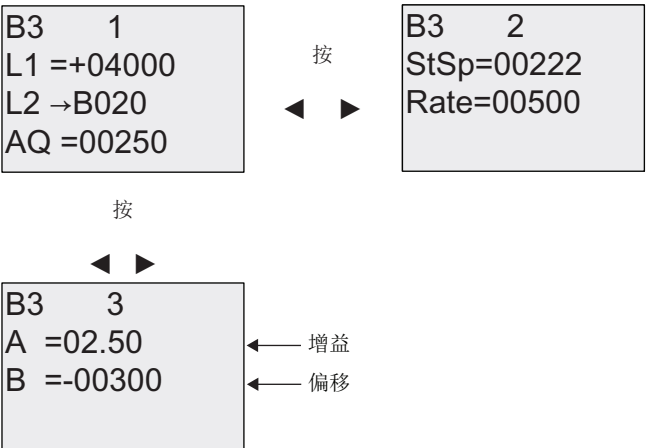 B3 1
L1 =+04000
L2 →B020
AQ =00250
按
B3 2
StSp=00222
Rate=00500
按
B3 3
A =02.50
B =-00300
增益
偏移